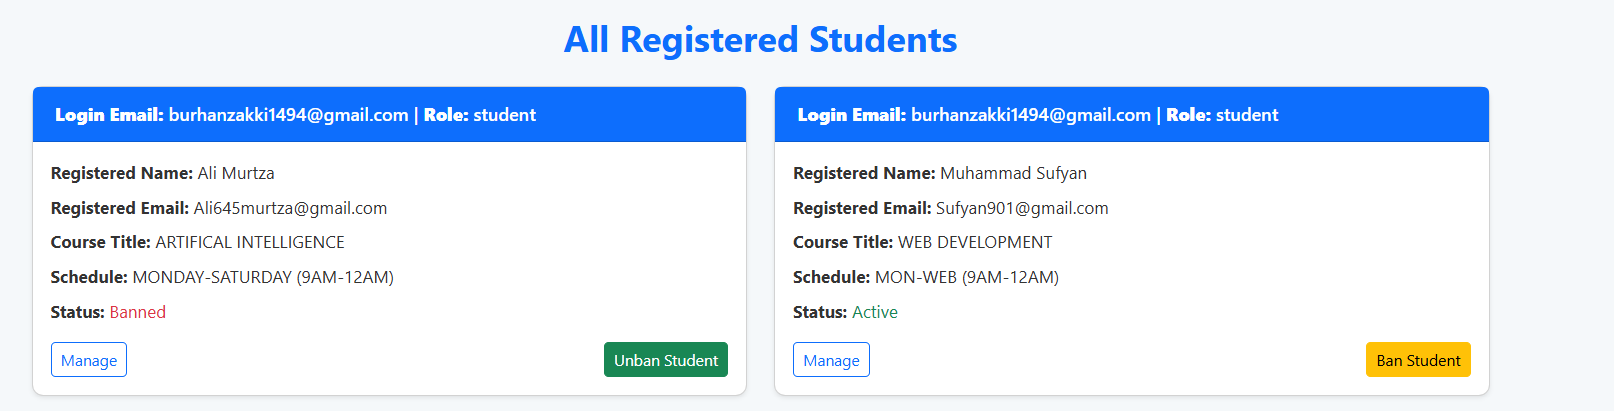 All Registered Students
Login Email: burhanzakki1494@gmail.com | Role: student
Registered Name: Ali Murtza
Registered Email: Ali645murtza@gmail.com
Course Title: ARTIFICAL INTELLIGENCE
Schedule: MONDAY-SATURDAY (9AM-12AM)
Status: Banned
Manage
Unban Student
Login Email: burhanzakki1494@gmail.com | Role: student
Registered Name: Muhammad Sufyan
Registered Email: Sufyan901@gmail.com
Course Title: WEB DEVELOPMENT
Schedule: MON-WEB (9AM-12AM)
Status: Active
Manage
Ban Student